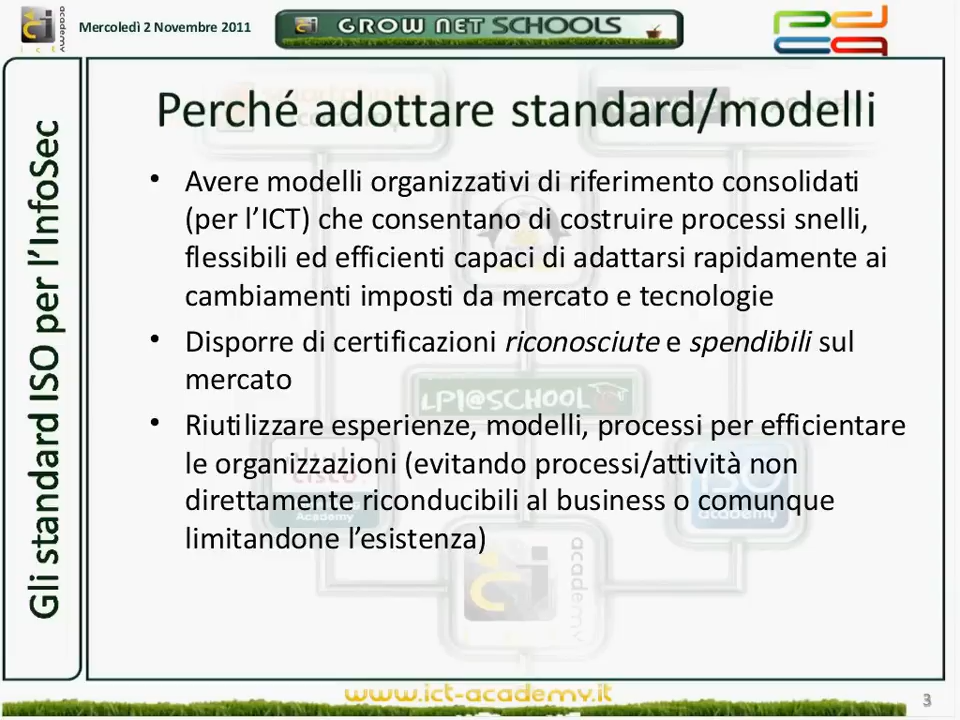 Mercoledì 2 Novembre 2011
ict academy
GROW NET SCHOOLS
Gli standard ISO per l'InfoSec
Perché adottare standard/modelli
• Avere modelli organizzativi di riferimento consolidati
(per l'ICT) che consentano di costruire processi snelli,
flessibili ed efficienti capaci di adattarsi rapidamente ai
cambiamenti imposti da mercato e tecnologie
• Disporre di certificazioni riconosciute e spendibili sul
mercato
• Riutilizzare esperienze, modelli, processi per efficientare
le organizzazioni (evitando processi/attività non
direttamente riconducibili al business o comunque
limitandone l'esistenza)
LPI@SCHOOL
Academy
ISO
academy
academy
www.ict-academy.it
3